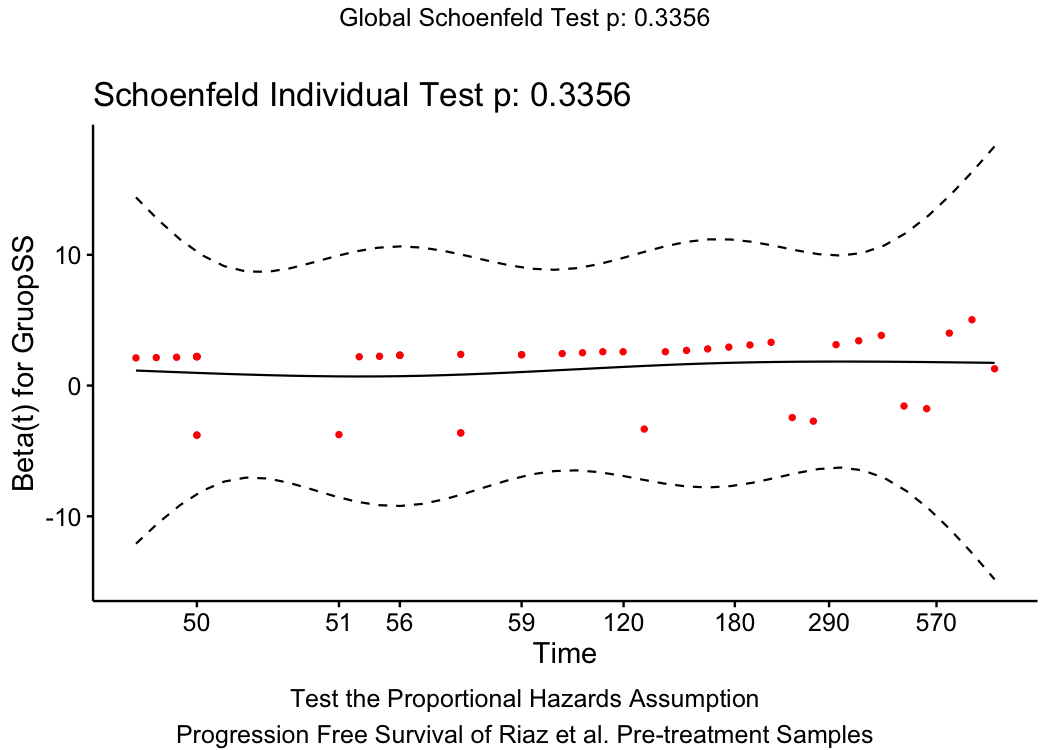 Global Schoenfeld Test p: 0.3356
Schoenfeld Individual Test p: 0.3356
Beta(t) for GruopSS
10
0
-10
50 51 56 59 120 180 290 570
Time
Test the Proportional Hazards Assumption
Progression Free Survival of Riaz et al. Pre-treatment Samples